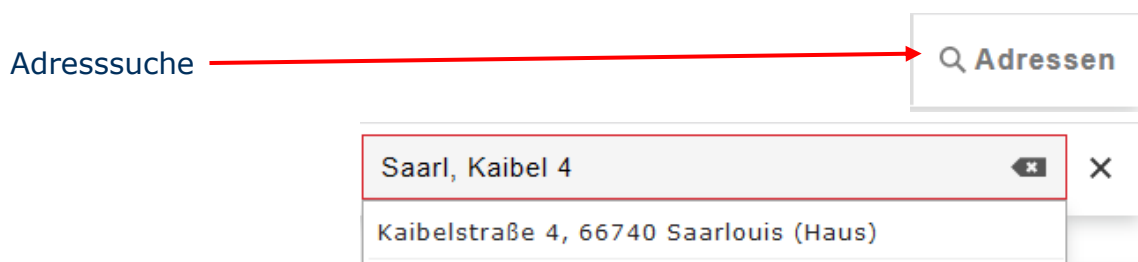 Adresssuche
Adressen
Saarl, Kaibel 4
Kaibelstraße 4, 66740 Saarlouis (Haus)